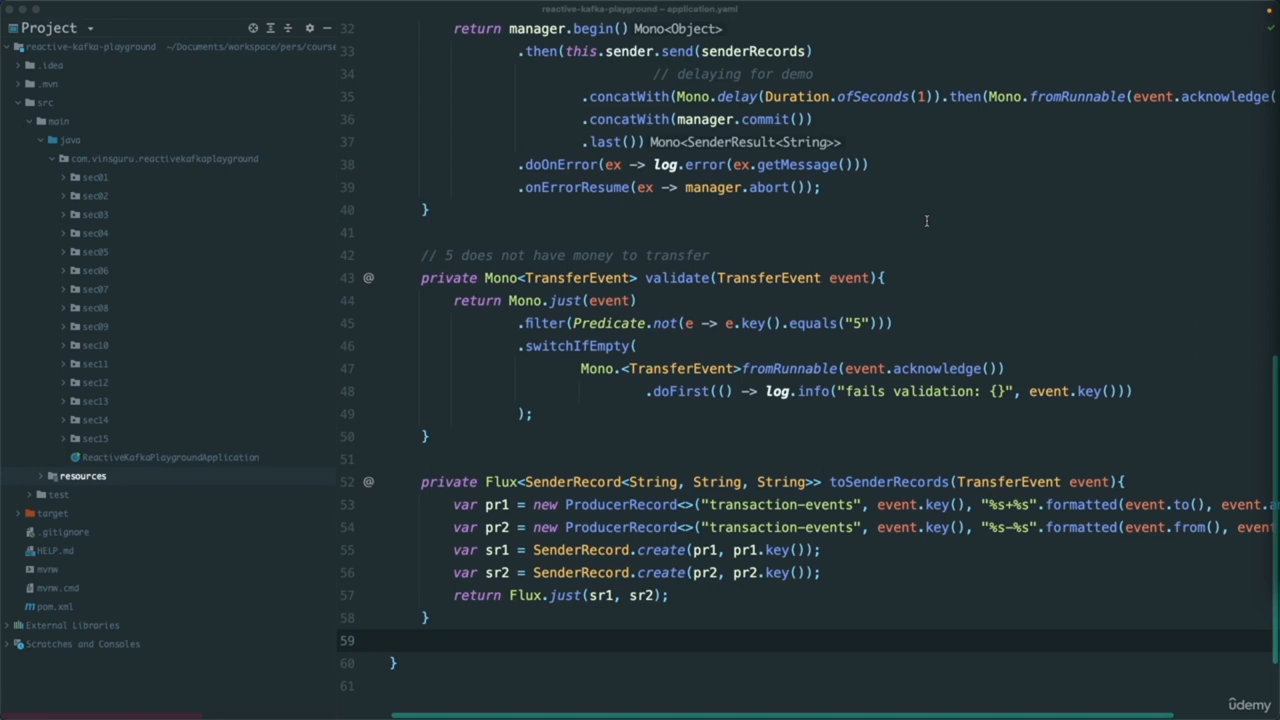 reactive-kafka-playground – application.yaml
Project
reactive-kafka-playground ~/Documents/workspace/pers/course
.idea
.mvn
src
main
java
com.vinsguru.reactivekafkaplayground
sec01
sec02
sec03
sec04
sec05
sec06
sec07
sec08
sec09
sec10
sec11
sec12
sec13
sec14
sec15
ReactiveKafkaPlaygroundApplication
resources
test
target
.gitignore
HELP.md
mvnw
mvnw.cmd
pom.xml
External Libraries
Scratches and Consoles
32 return manager.begin() Mono<Object>
33 .then(this.sender.send(senderRecords)
34 // delaying for demo
35 .concatWith(Mono.delay(Duration.ofSeconds(1)).then(Mono.fromRunnable(event.acknowledge(
36 .concatWith(manager.commit())
37 .last()) Mono<SenderResult<String>>
38 .doOnError(ex -> log.error(ex.getMessage()))
39 .onErrorResume(ex -> manager.abort());
40 }
41
42 // 5 does not have money to transfer
43 @ private Mono<TransferEvent> validate(TransferEvent event){
44 return Mono.just(event)
45 .filter(Predicate.not(e -> e.key().equals("5")))
46 .switchIfEmpty(
47 Mono.<TransferEvent>fromRunnable(event.acknowledge())
48 .doFirst(() -> log.info("fails validation: {}", event.key()))
49 );
50 }
51
52 @ private Flux<SenderRecord<String, String, String>> toSenderRecords(TransferEvent event){
53 var pr1 = new ProducerRecord<>("transaction-events", event.key(), "%s+%s".formatted(event.to(), event.a
54 var pr2 = new ProducerRecord<>("transaction-events", event.key(), "%s-%s".formatted(event.from(), event
55 var sr1 = SenderRecord.create(pr1, pr1.key());
56 var sr2 = SenderRecord.create(pr2, pr2.key());
57 return Flux.just(sr1, sr2);
58 }
59
60 }
61
ûdemy